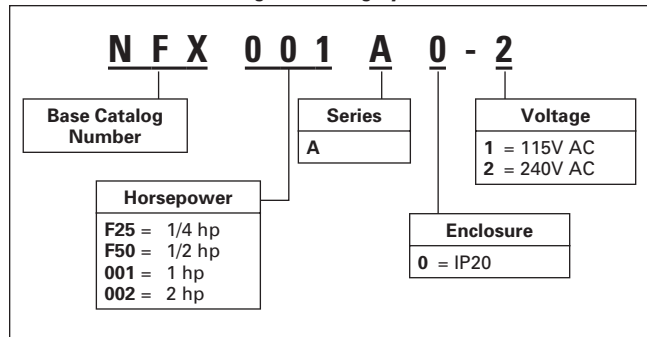 N F X 0 0 1 A 0 - 2
Base Catalog
Number
Series
A
Voltage
1 = 115V AC
2 = 240V AC
Horsepower
F25 = 1/4 hp
F50 = 1/2 hp
001 = 1 hp
002 = 2 hp
Enclosure
0 = IP20